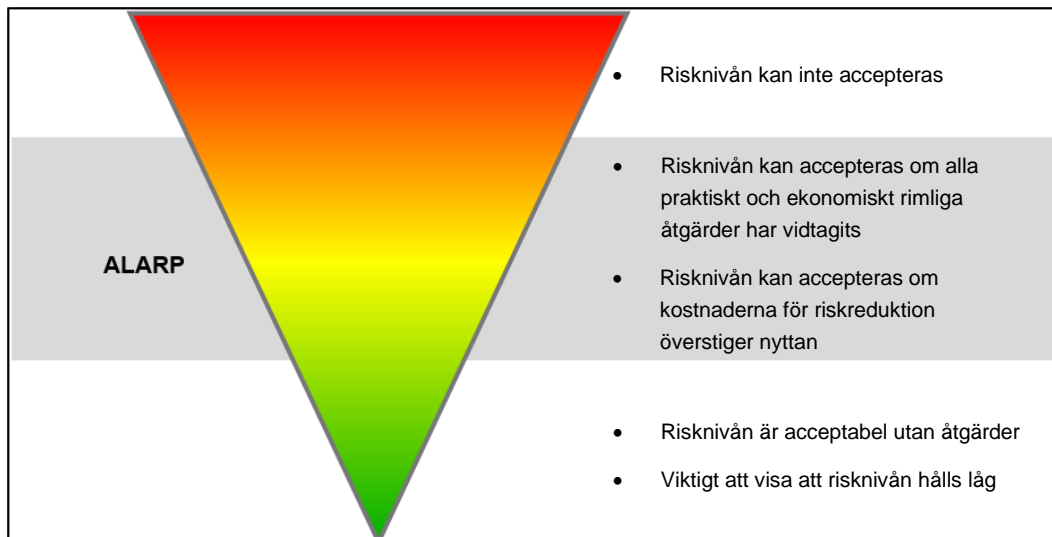 • Risknivån kan inte accepteras
• Risknivån kan accepteras om alla
praktiskt och ekonomiskt rimliga
åtgärder har vidtagits
ALARP
• Risknivån kan accepteras om
kostnaderna för riskreduktion
överstiger nyttan
• Risknivån är acceptabel utan åtgärder
• Viktigt att visa att risknivån hålls låg